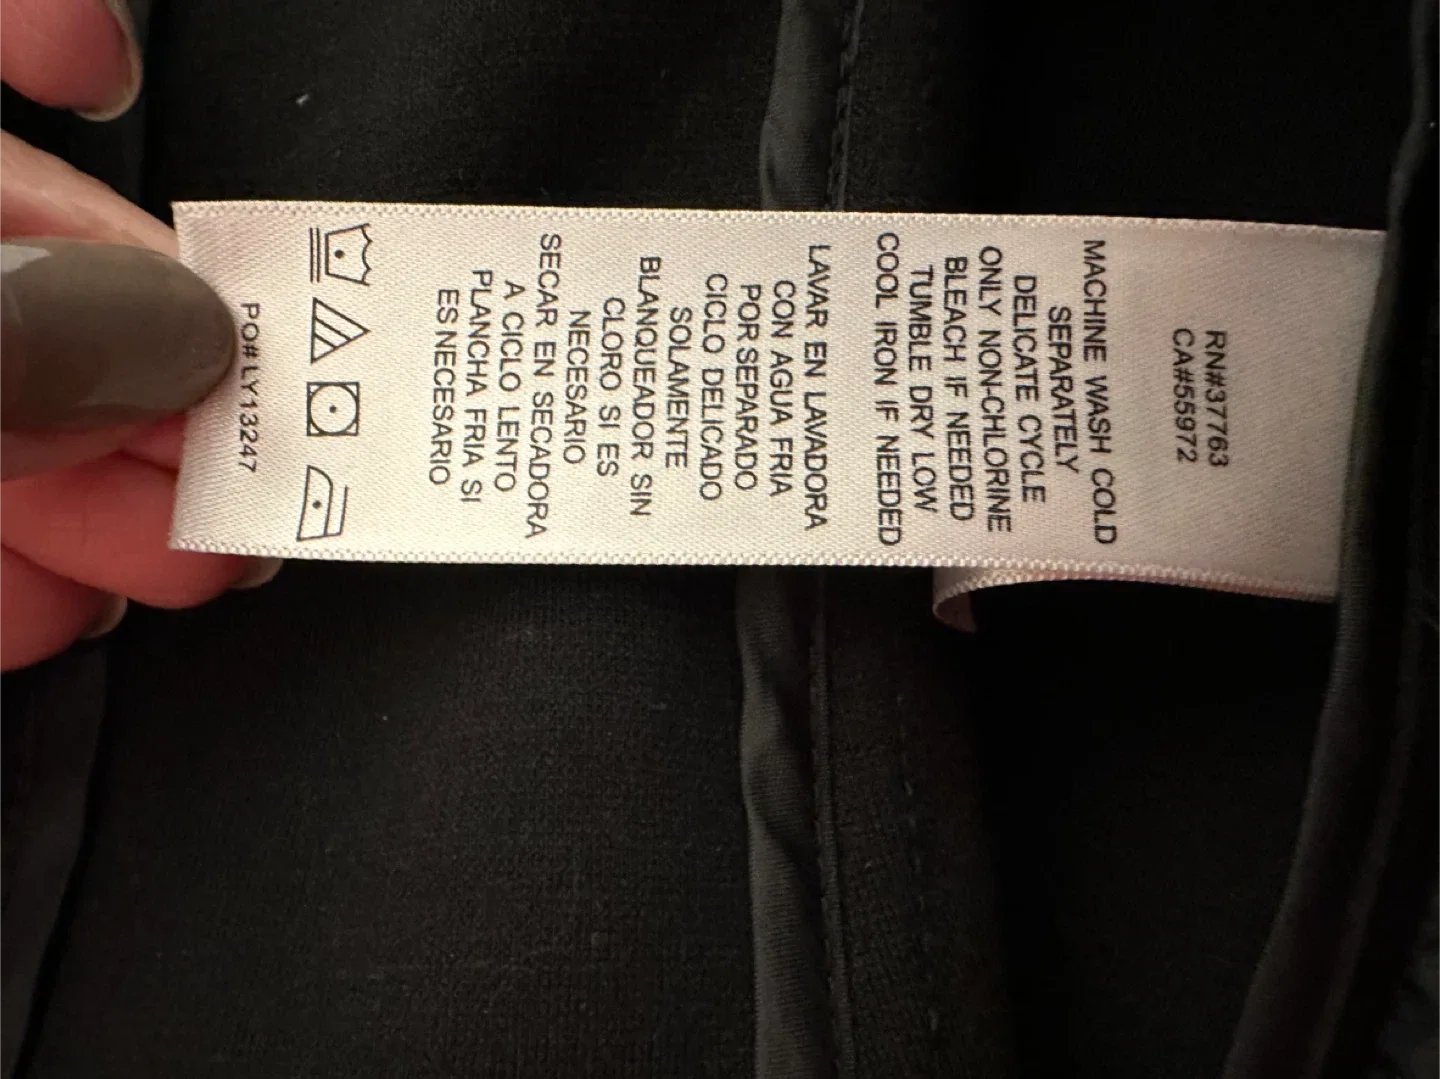 RN#37763
CA#55972
MACHINE WASH COLD
SEPARATELY
DELICATE CYCLE
ONLY NON-CHLORINE
BLEACH IF NEEDED
TUMBLE DRY LOW
COOL IRON IF NEEDED
LAVAR EN LAVADORA
CON AGUA FRIA
POR SEPARADO
CICLO DELICADO
SOLAMENTE
BLANQUEADOR SIN
CLORO SI ES
NECESARIO
SECAR EN SECADORA
A CICLO LENTO
PLANCHA FRIA SI
ES NECESARIO
PO#LY13247